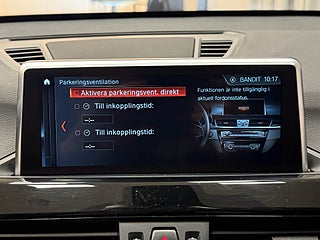 Parkeringsventilation
BANDIT 10:17
Aktivera parkeringsvent. direkt
Till inkopplingstid:
--:--
Till inkopplingstid:
--:--
Funktionen är inte tillgänglig i
aktuell fordonsstatus.